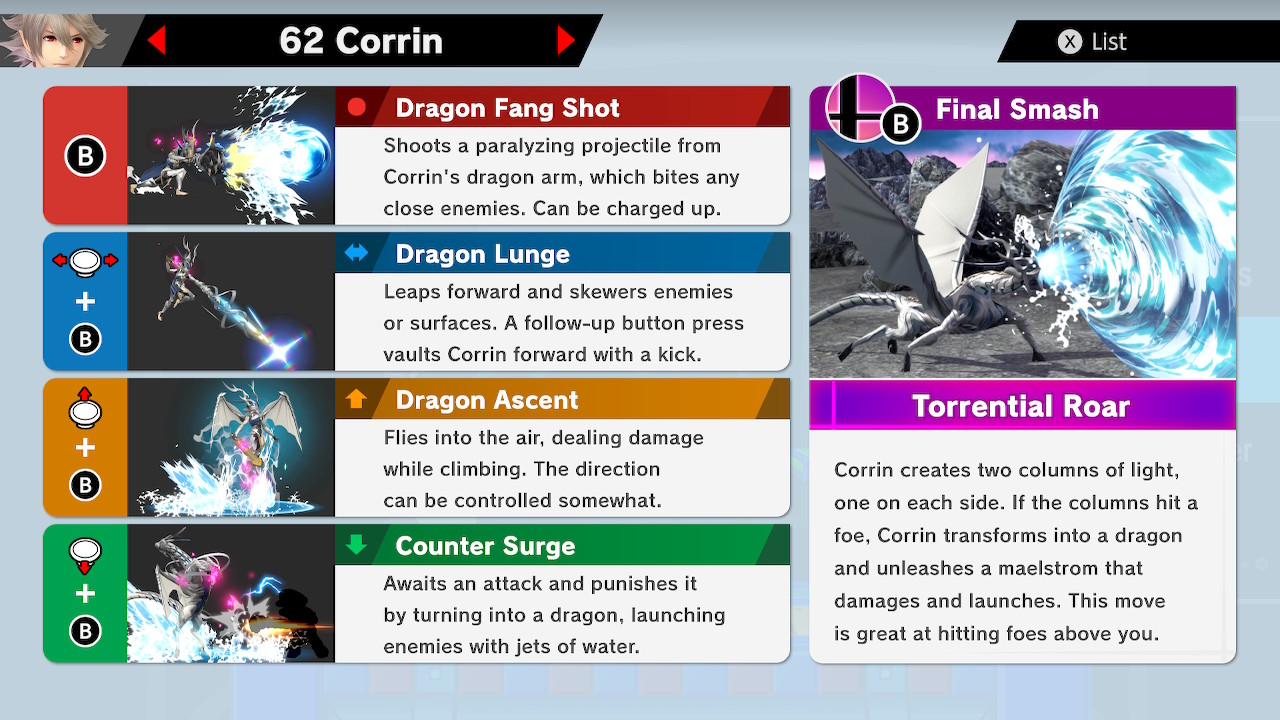 62 Corrin
X List
B
Dragon Fang Shot
Shoots a paralyzing projectile from
Corrin's dragon arm, which bites any
close enemies. Can be charged up.
+
B
Dragon Lunge
Leaps forward and skewers enemies
or surfaces. A follow-up button press
vaults Corrin forward with a kick.
+
B
Dragon Ascent
Flies into the air, dealing damage
while climbing. The direction
can be controlled somewhat.
+
B
Counter Surge
Awaits an attack and punishes it
by turning into a dragon, launching
enemies with jets of water.
B
Final Smash
Torrential Roar
Corrin creates two columns of light,
one on each side. If the columns hit a
foe, Corrin transforms into a dragon
and unleashes a maelstrom that
damages and launches. This move
is great at hitting foes above you.